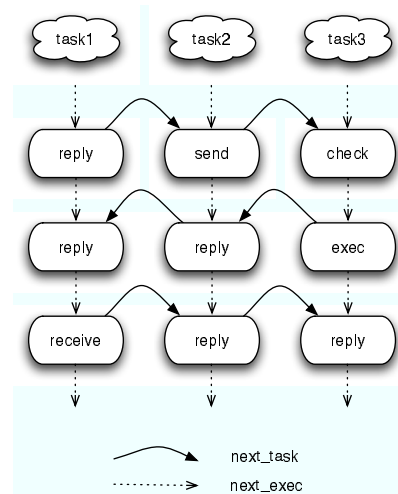 task1 task2 task3
reply send check
reply reply exec
receive reply reply
next_task
next_exec